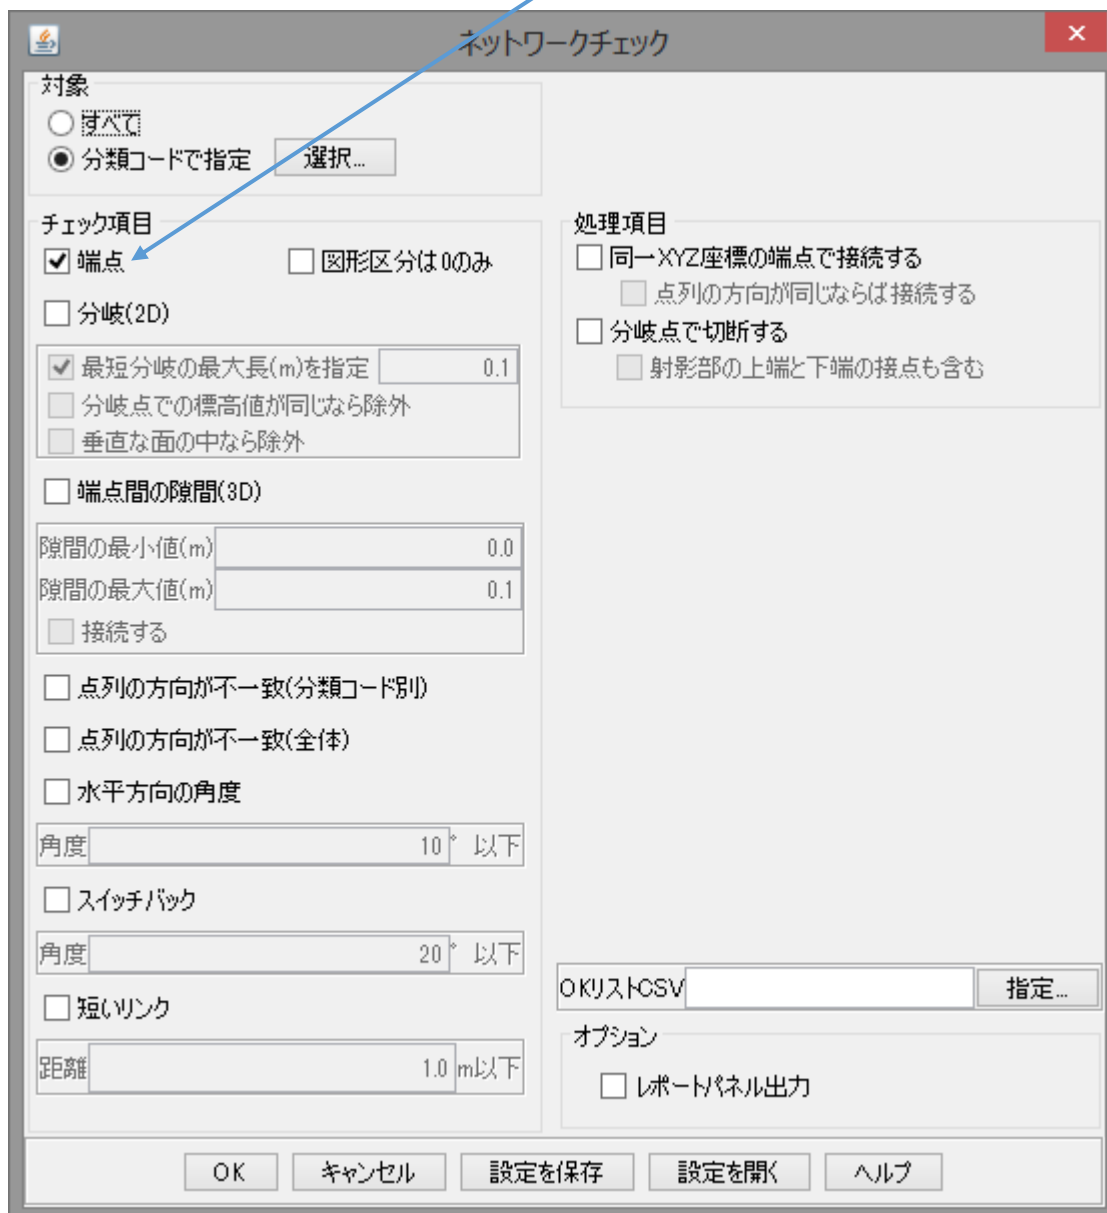 ネットワークチェック
対象
すべて
分類コードで指定 選択...
チェック項目
端点 図形区分は0のみ
分岐(2D)
最短分岐の最大長(m)を指定 0.1
分岐点での標高値が同じなら除外
垂直な面の中なら除外
端点間の隙間(3D)
隙間の最小値(m) 0.0
隙間の最大値(m) 0.1
接続する
点列の方向が不一致(分類コード別)
点列の方向が不一致(全体)
水平方向の角度
角度 10 ° 以下
スイッチバック
角度 20 ° 以下
短いリンク
距離 1.0 m以下
処理項目
同一XYZ座標の端点で接続する
点列の方向が同じならば接続する
分岐点で切断する
射影部の上端と下端の接点も含む
OKリストCSV 指定...
オプション
レポートパネル出力
OK キャンセル 設定を保存 設定を開く ヘルプ